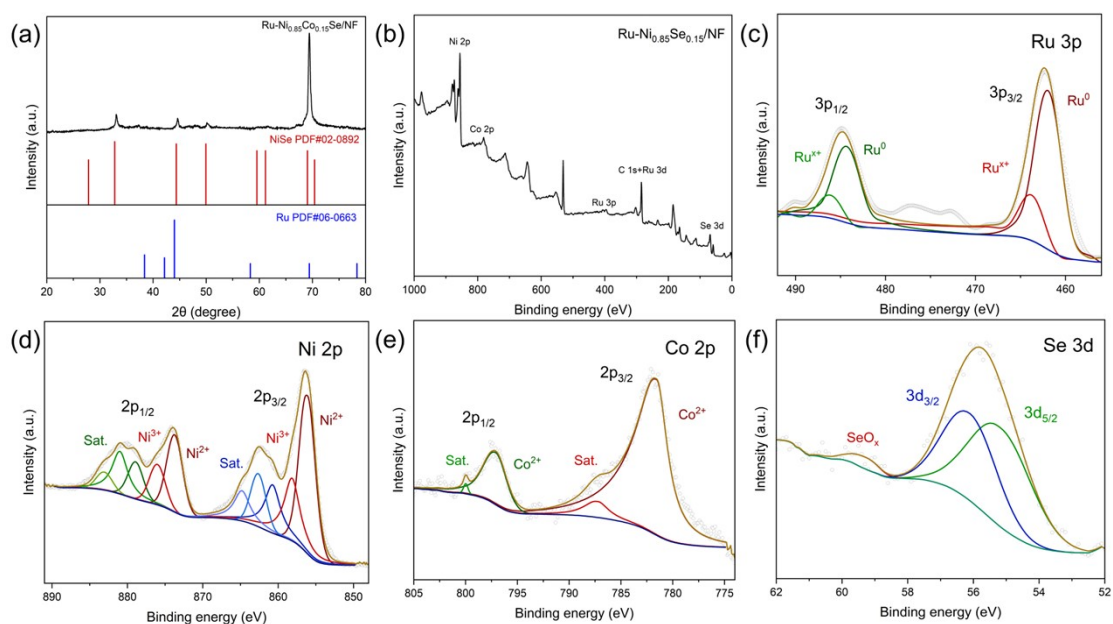 (a)
Ru-Ni0.85Co0.15Se/NF
NiSe PDF#02-0892
Ru PDF#06-0663
Intensity (a.u.)
20 30 40 50 60 70 80
2θ (degree)
(b)
Ru-Ni0.85Se0.15/NF
Ni 2p
Co 2p
C 1s+Ru 3d
Ru 3p
Se 3d
Intensity (a.u.)
1000 800 600 400 200 0
Binding energy (eV)
(c)
Ru 3p
3p1/2
3p3/2
Ru0
Rux+
Ru0
Rux+
Intensity (a.u.)
490 480 470 460
Binding energy (eV)
(d)
Ni 2p
2p1/2
2p3/2
Sat.
Ni3+
Ni2+
Sat.
Ni3+
Ni2+
Intensity (a.u.)
890 880 870 860 850
Binding energy (eV)
(e)
Co 2p
2p3/2
2p1/2
Co2+
Sat.
Co2+
Sat.
Intensity (a.u.)
805 800 795 790 785 780 775
Binding energy (eV)
(f)
Se 3d
3d3/2
3d5/2
SeOx
Intensity (a.u.)
62 60 58 56 54 52
Binding energy (eV)